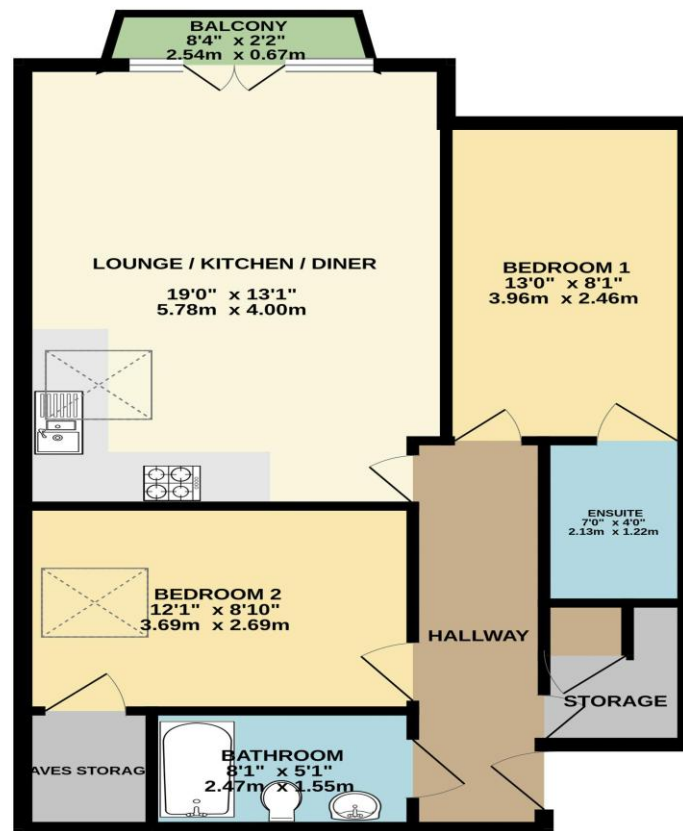 BALCONY
8'4" x 2'2"
2.54m x 0.67m
LOUNGE / KITCHEN / DINER
19'0" x 13'1"
5.78m x 4.00m
BEDROOM 1
13'0" x 8'1"
3.96m x 2.46m
ENSUITE
7'0" x 4'0"
2.13m x 1.22m
BEDROOM 2
12'1" x 8'10"
3.69m x 2.69m
HALLWAY
STORAGE
AVES STORAG
BATHROOM
8'1" x 5'1"
2.47m x 1.55m